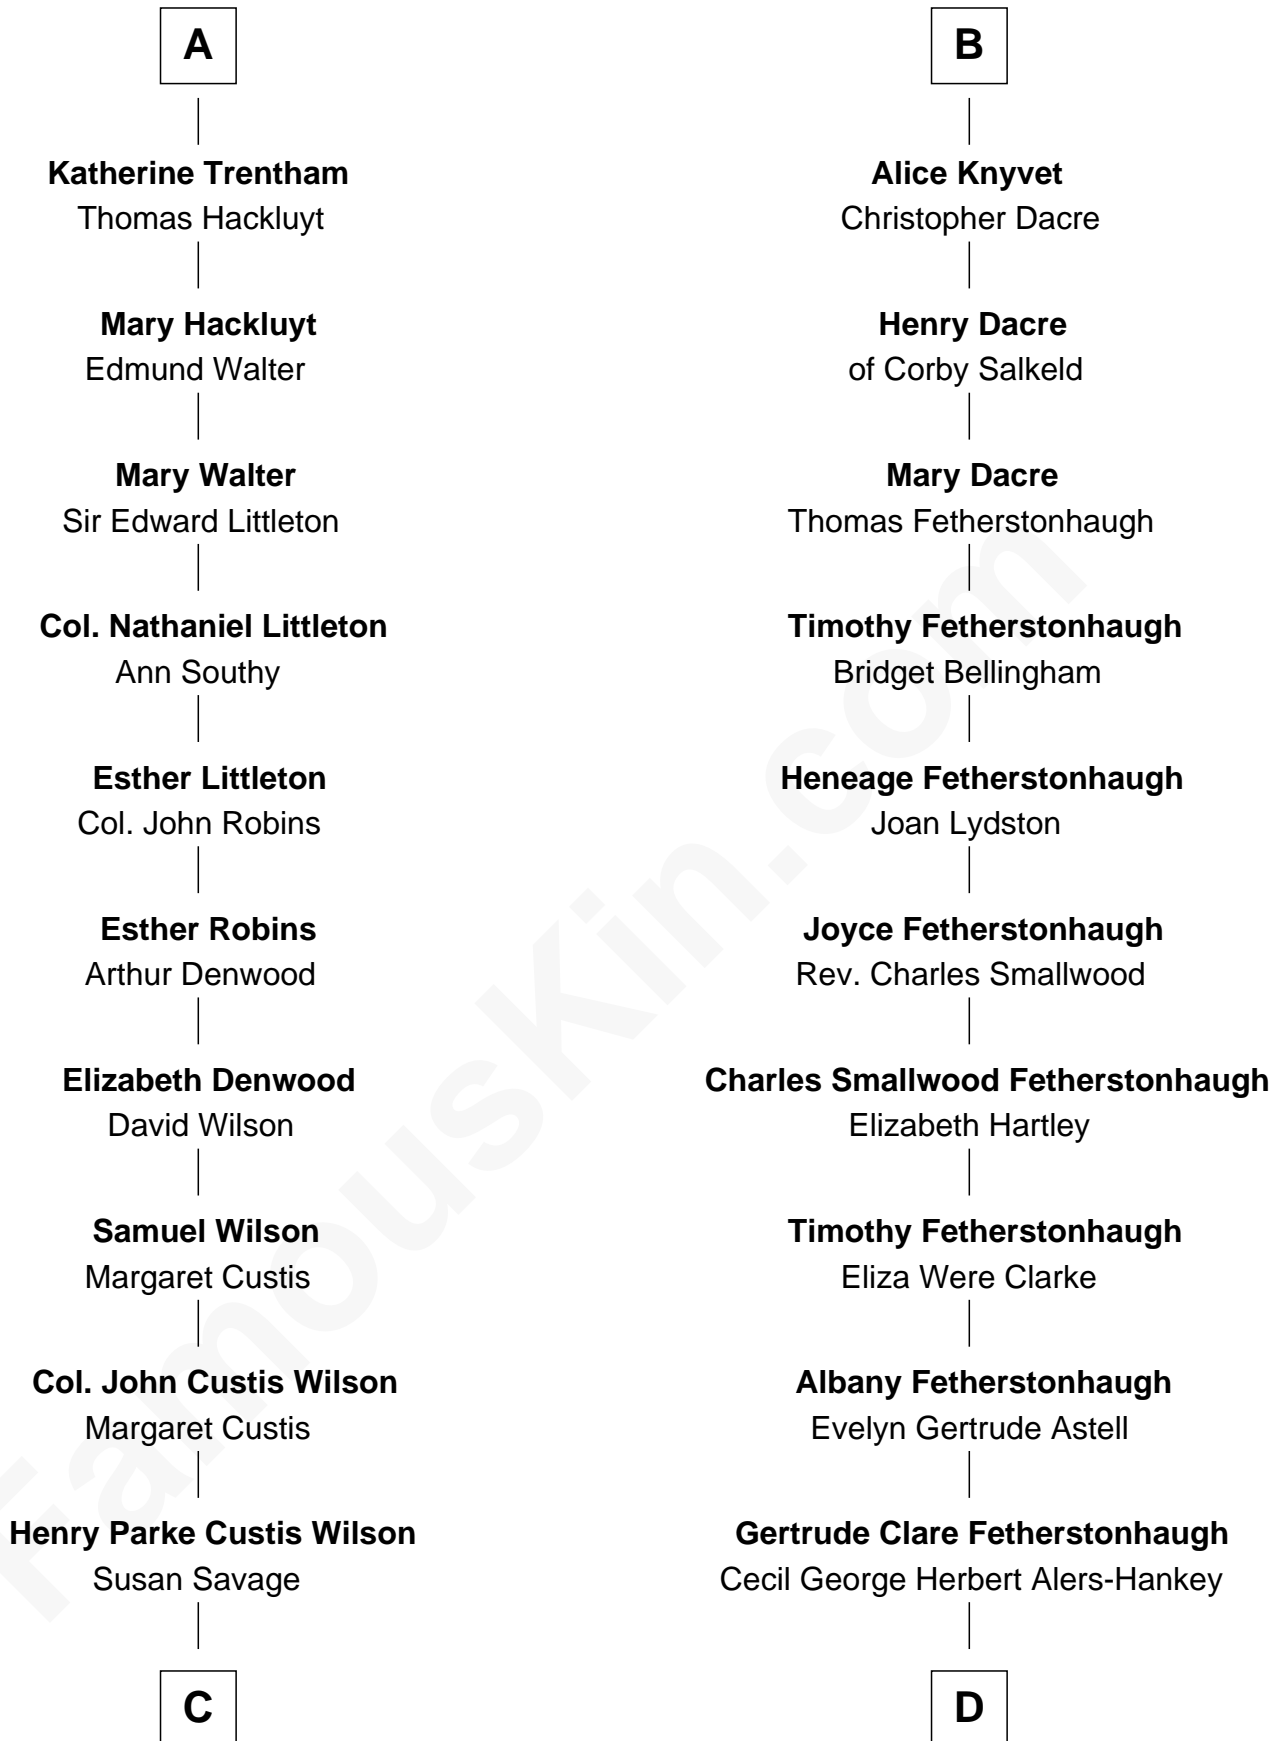 A
Katherine Trentham
Thomas Hackluyt
Mary Hackluyt
Edmund Walter
Mary Walter
Sir Edward Littleton
Col. Nathaniel Littleton
Ann Southy
Esther Littleton
Col. John Robins
Esther Robins
Arthur Denwood
Elizabeth Denwood
David Wilson
Samuel Wilson
Margaret Custis
Col. John Custis Wilson
Margaret Custis
Henry Parke Custis Wilson
Susan Savage
C
B
Alice Knyvet
Christopher Dacre
Henry Dacre
of Corby Salkeld
Mary Dacre
Thomas Fetherstonhaugh
Timothy Fetherstonhaugh
Bridget Bellingham
Heneage Fetherstonhaugh
Joan Lydston
Joyce Fetherstonhaugh
Rev. Charles Smallwood
Charles Smallwood Fetherstonhaugh
Elizabeth Hartley
Timothy Fetherstonhaugh
Eliza Were Clarke
Albany Fetherstonhaugh
Evelyn Gertrude Astell
Gertrude Clare Fetherstonhaugh
Cecil George Herbert Alers-Hankey
D
FamousKin.com